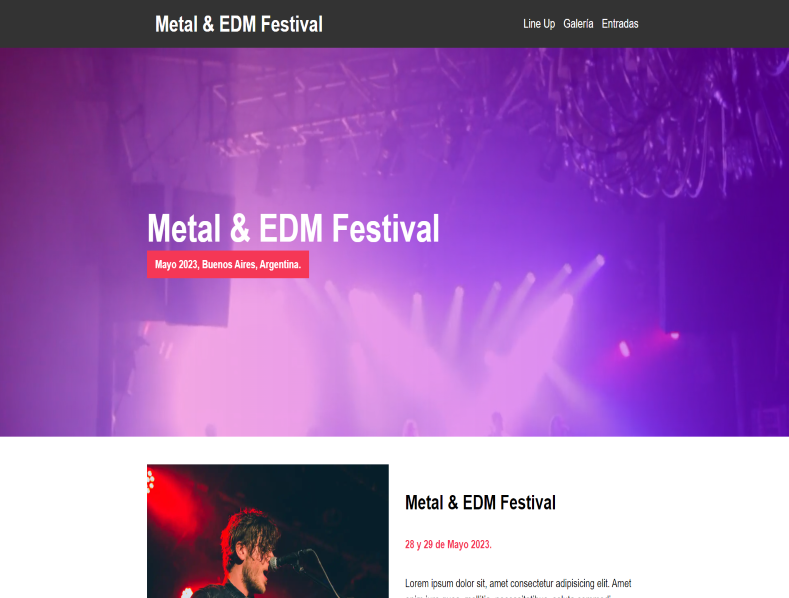 Metal & EDM Festival
Line Up Galería Entradas
Metal & EDM Festival
Mayo 2023, Buenos Aires, Argentina.
Metal & EDM Festival
28 y 29 de Mayo 2023.
Lorem ipsum dolor sit, amet consectetur adipisicing elit. Amet